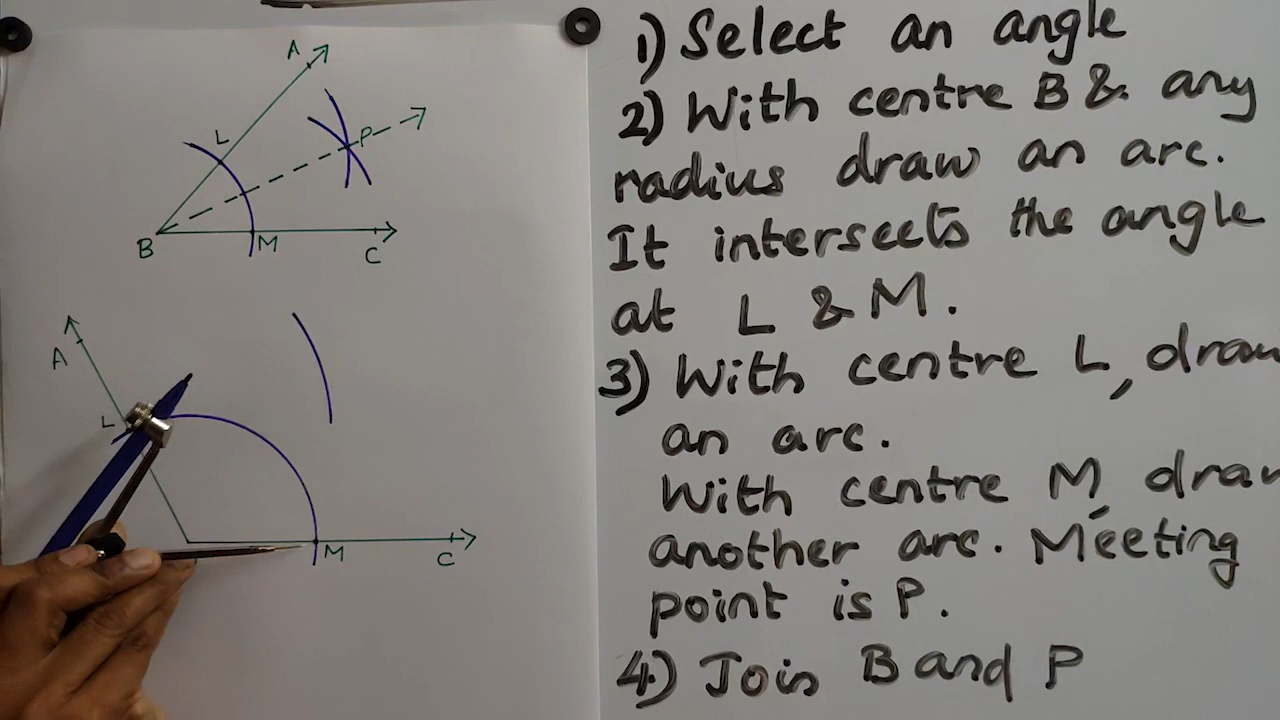 A
L
P
B
M
C
A
L
M
C
1) Select an angle
2) With centre B & any
radius draw an arc.
It intersects the angle
at L & M.
3) With centre L, draw
an arc.
With centre M, draw
another arc. Meeting
point is P.
4) Join B and P